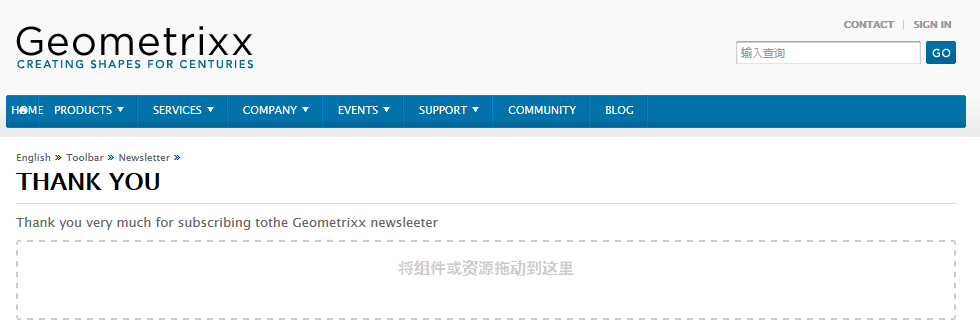 CONTACT | SIGN IN
Geometrixx
CREATING SHAPES FOR CENTURIES
输入查询 GO
HOME PRODUCTS SERVICES COMPANY EVENTS SUPPORT COMMUNITY BLOG
English » Toolbar » Newsletter »
THANK YOU
Thank you very much for subscribing tothe Geometrixx newsleeter
将组件或资源拖动到这里